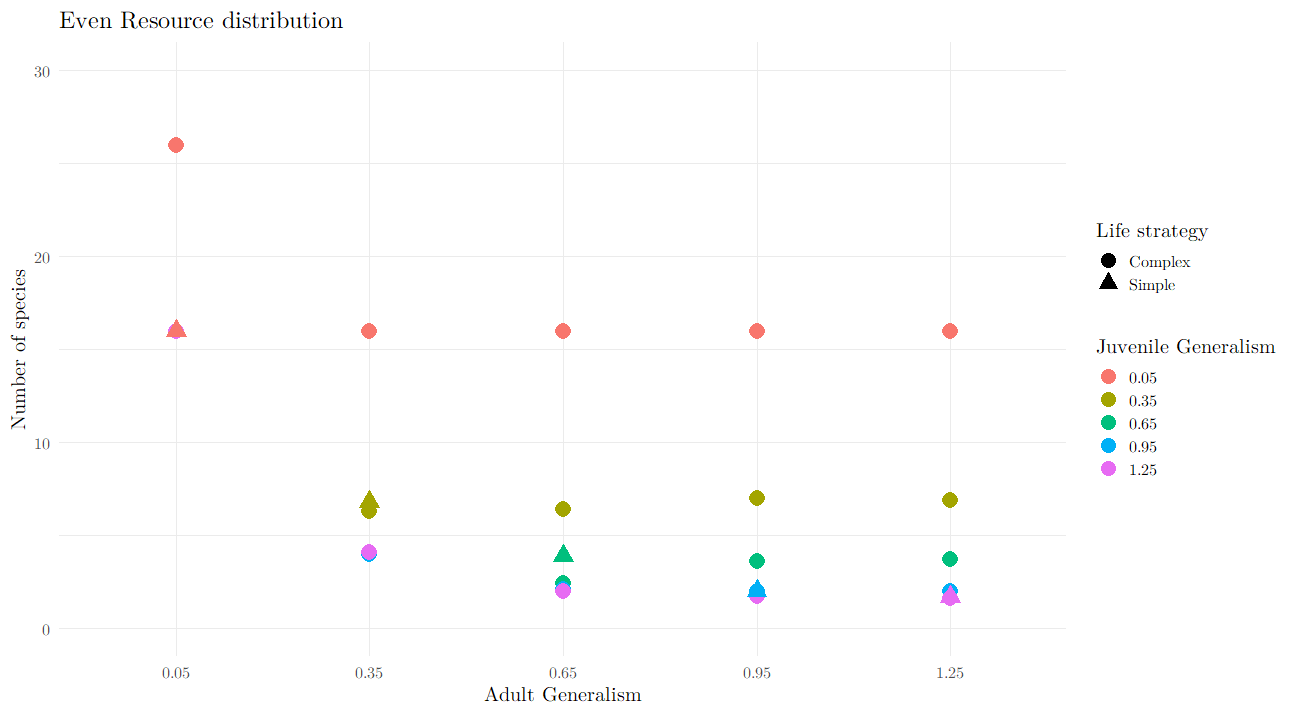 Even Resource distribution
30
20
10
0
Number of species
0.05
0.35
0.65
0.95
1.25
Adult Generalism
Life strategy
Complex
Simple
Juvenile Generalism
0.05
0.35
0.65
0.95
1.25